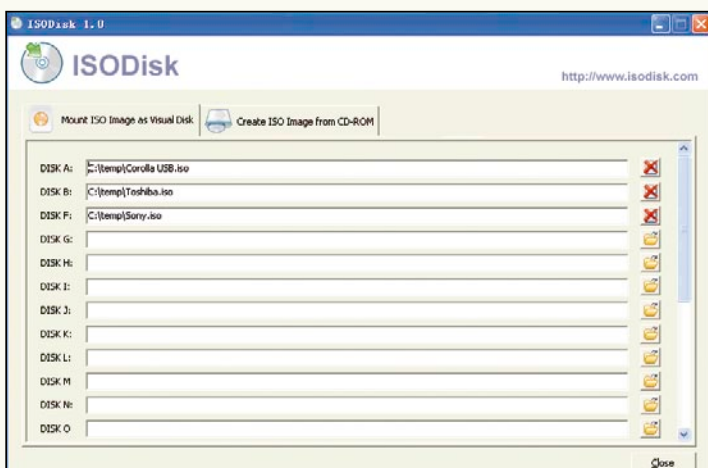 ISODisk 1.0
ISODisk
http://www.isodisk.com
Mount ISO Image as Visual Disk
Create ISO Image from CD-ROM
DISK A: C:\temp\Corolla USB.iso
DISK B: C:\temp\Toshiba.iso
DISK F: C:\temp\Sony.iso
DISK G:
DISK H:
DISK I:
DISK J:
DISK K:
DISK L:
DISK M
DISK N:
DISK O
Close